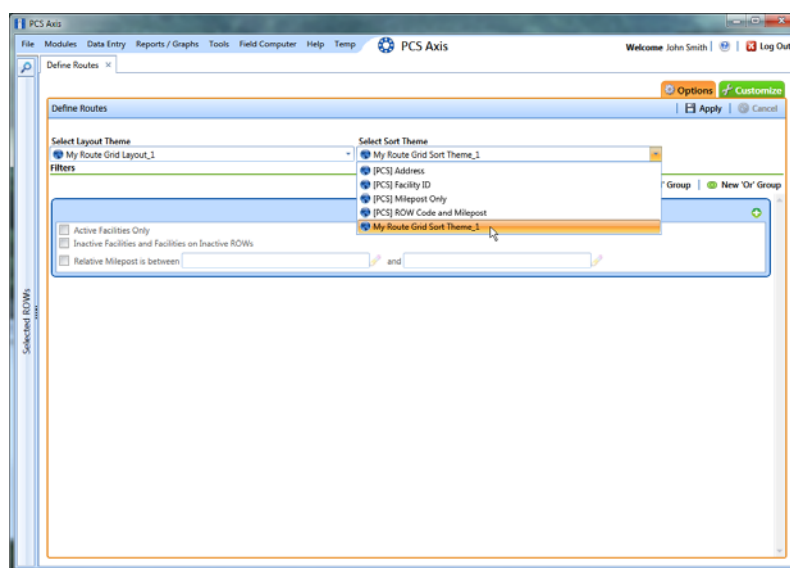 PCS Axis
File Modules Data Entry Reports / Graphs Tools Field Computer Help Temp PCS Axis Welcome John Smith | | Log Out
Define Routes ×
Options Customize
Define Routes | Apply | Cancel
Select Layout Theme Select Sort Theme
My Route Grid Layout_1 My Route Grid Sort Theme_1
Filters
[PCS] Address
[PCS] Facility ID
' Group | New 'Or' Group
[PCS] Milepost Only
[PCS] ROW Code and Milepost
My Route Grid Sort Theme_1
Active Facilities Only
Inactive Facilities and Facilities on Inactive ROWs
Relative Milepost is between and
Selected ROWs